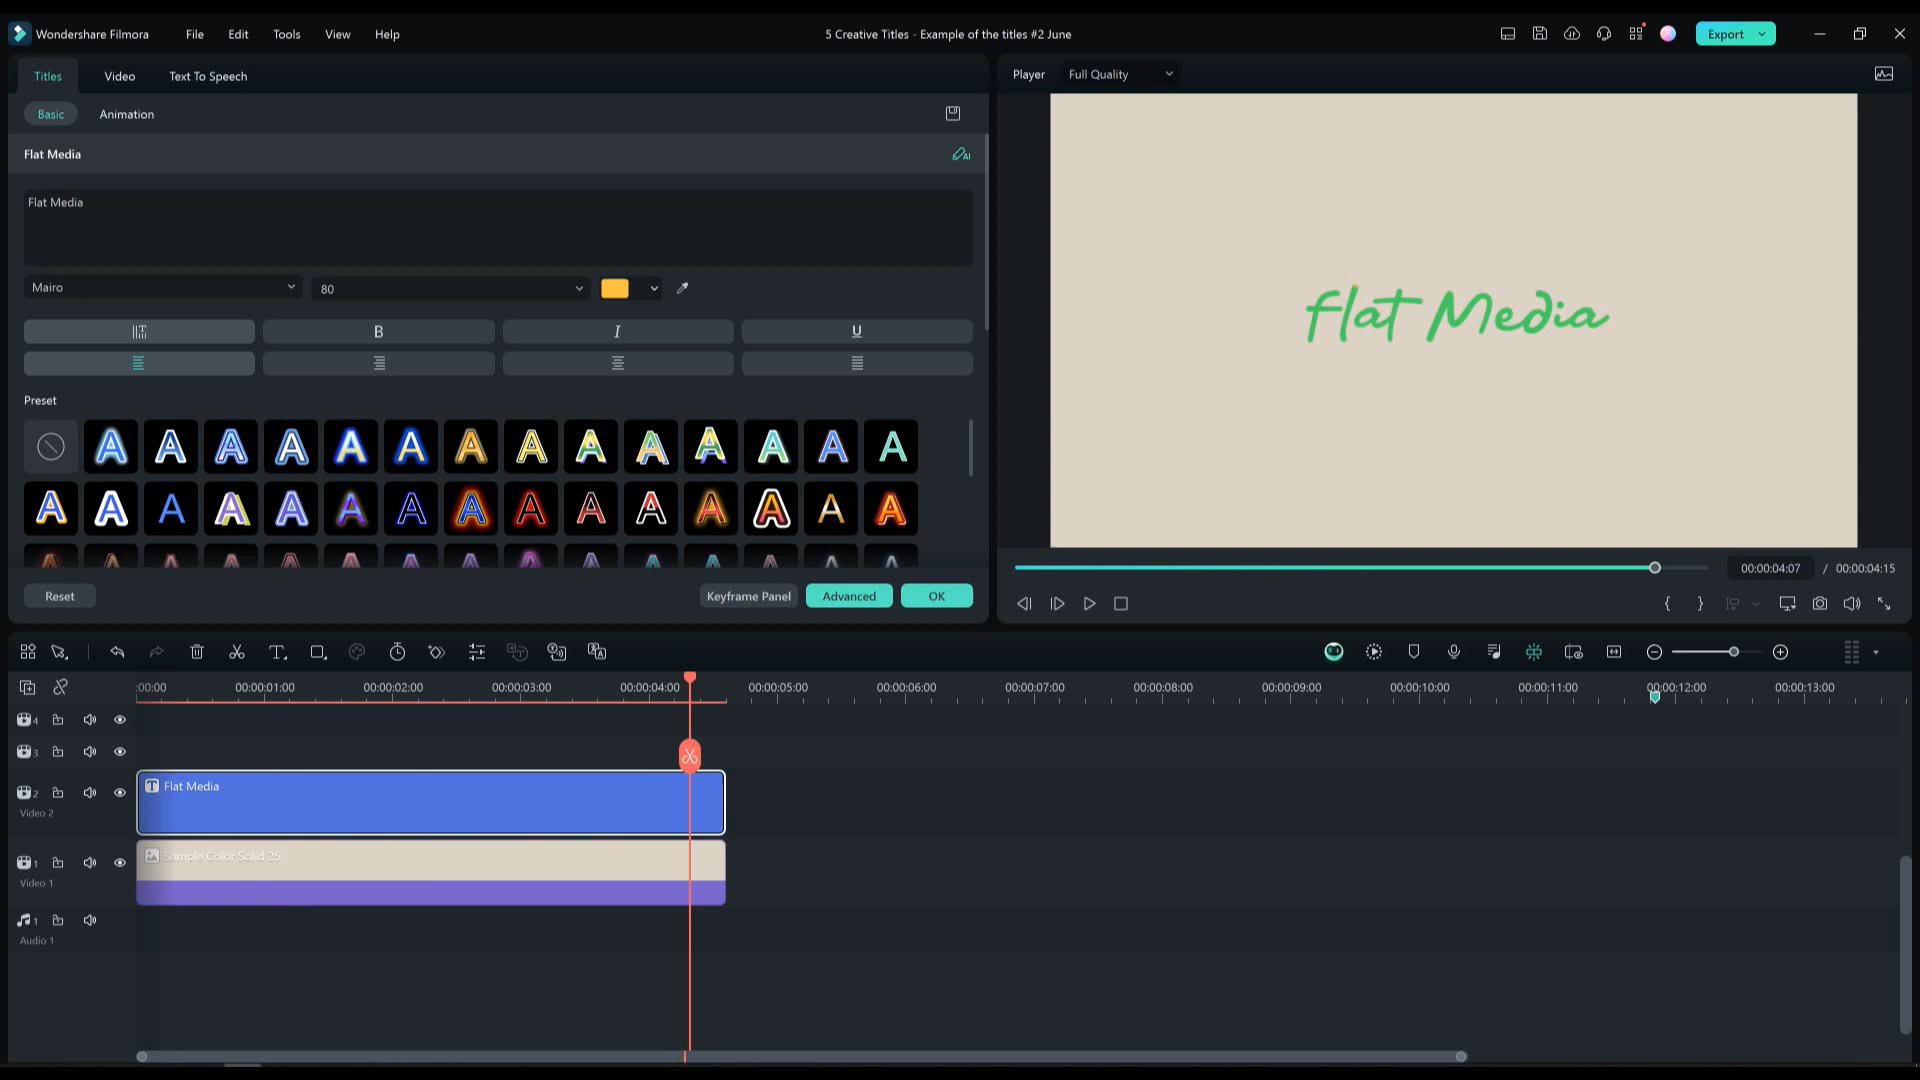 Wondershare Filmora File Edit Tools View Help 5 Creative Titles - Example of the titles #2 June Export
Titles Video Text To Speech
Player Full Quality
Basic Animation
Flat Media
AI
Flat Media
Mairo 80
B I U
Preset
Flat Media
00:00:04:07 / 00:00:04:15
Reset Keyframe Panel Advanced OK
:00:00 00:00:01:00 00:00:02:00 00:00:03:00 00:00:04:00 00:00:05:00 00:00:06:00 00:00:07:00 00:00:08:00 00:00:09:00 00:00:10:00 00:00:11:00 00:00:12:00 00:00:13:00
4
3
2 Flat Media
Video 2
1 Sample Color Solid 25
Video 1
1
Audio 1